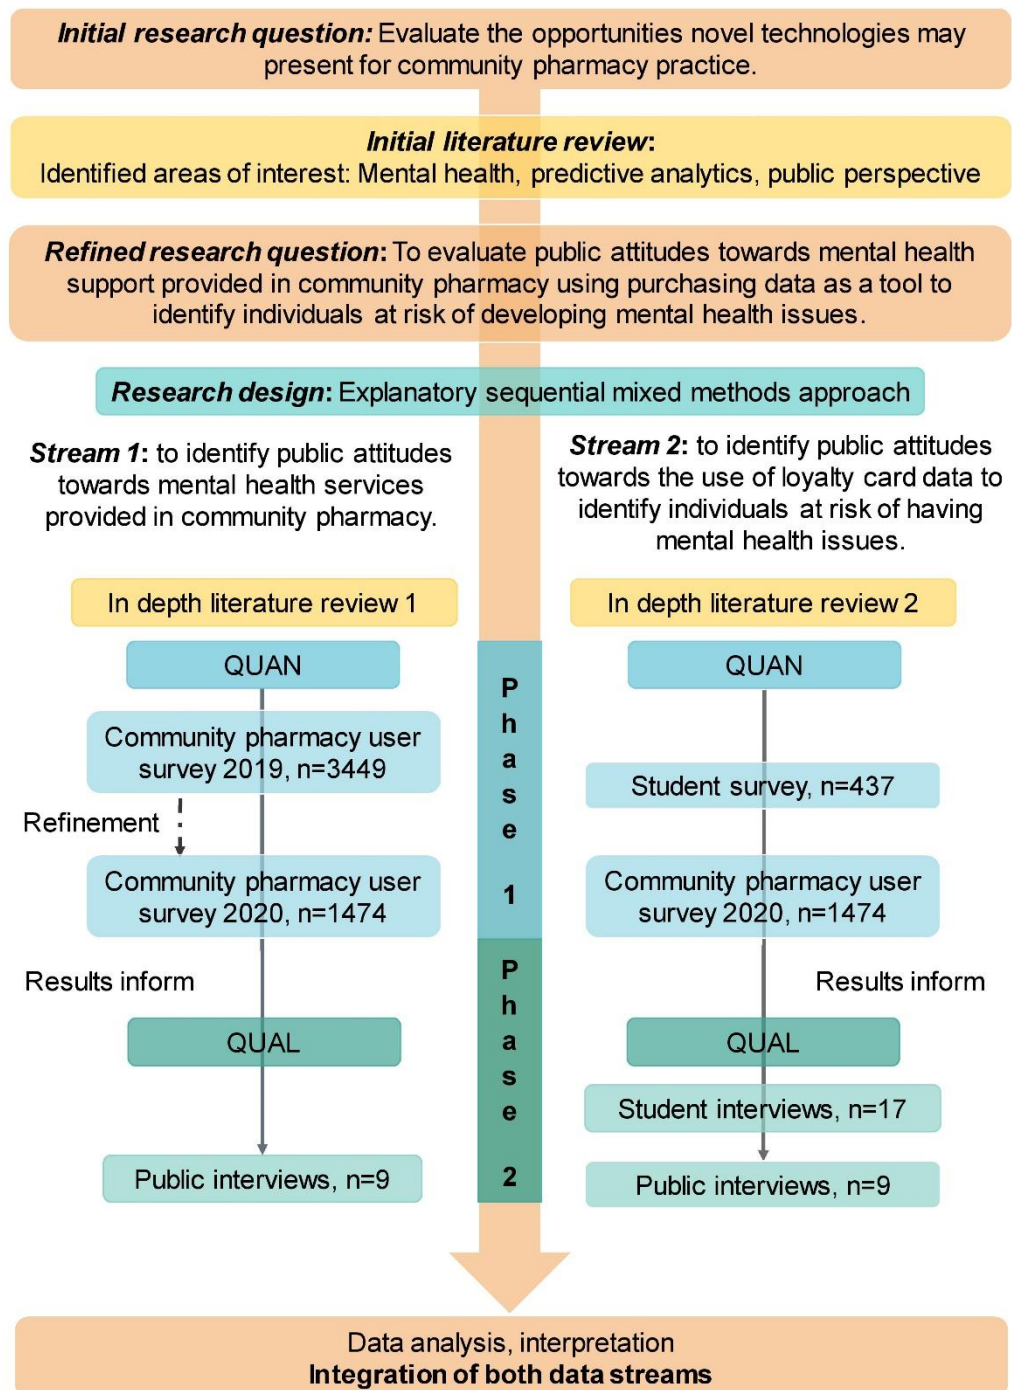 Initial research question: Evaluate the opportunities novel technologies may
present for community pharmacy practice.
Initial literature review:
Identified areas of interest: Mental health, predictive analytics, public perspective
Refined research question: To evaluate public attitudes towards mental health
support provided in community pharmacy using purchasing data as a tool to
identify individuals at risk of developing mental health issues.
Research design: Explanatory sequential mixed methods approach
Stream 1: to identify public attitudes
towards mental health services
provided in community pharmacy.
Stream 2: to identify public attitudes
towards the use of loyalty card data to
identify individuals at risk of having
mental health issues.
In depth literature review 1
In depth literature review 2
QUAN
Community pharmacy user
survey 2019, n=3449
Refinement
Community pharmacy user
survey 2020, n=1474
Results inform
QUAL
Public interviews, n=9
Phase 1
Phase 2
QUAN
Student survey, n=437
Community pharmacy user
survey 2020, n=1474
Results inform
QUAL
Student interviews, n=17
Public interviews, n=9
Data analysis, interpretation
Integration of both data streams